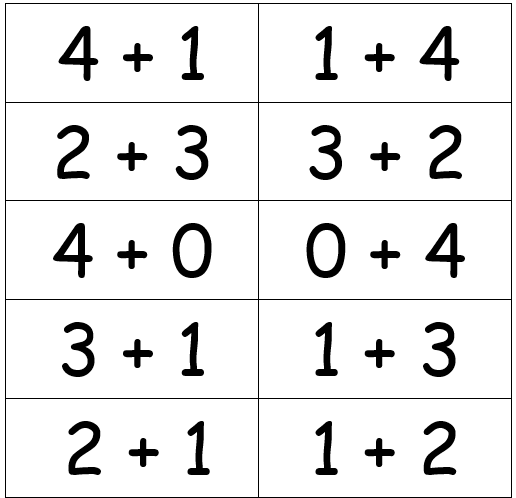 4 + 1
1 + 4
2 + 3
3 + 2
4 + 0
0 + 4
3 + 1
1 + 3
2 + 1
1 + 2